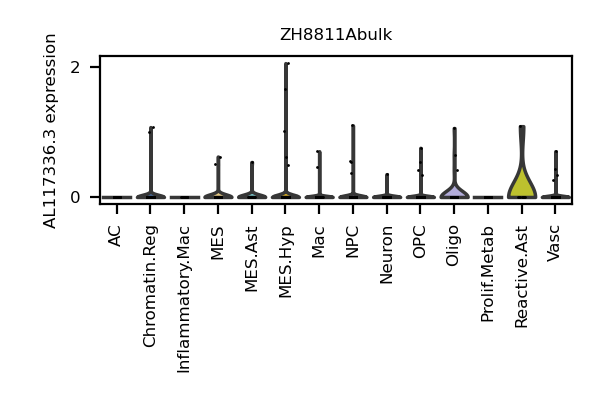 ZH8811Abulk
AL117336.3 expression
2
0
AC
Chromatin.Reg
Inflammatory.Mac
MES
MES.Ast
MES.Hyp
Mac
NPC
Neuron
OPC
Oligo
Prolif.Metab
Reactive.Ast
Vasc